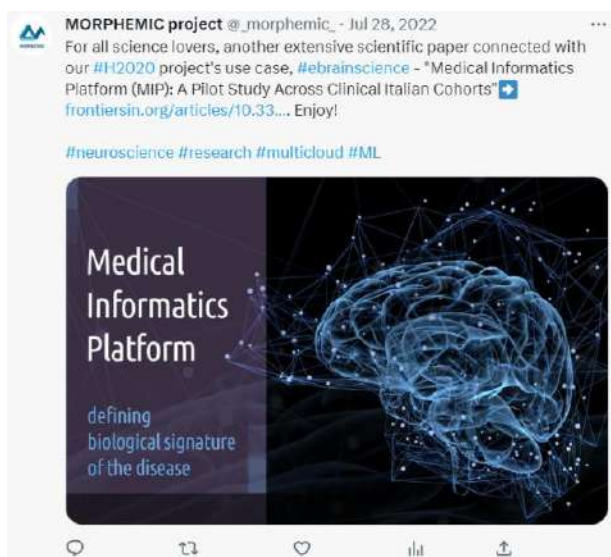 MORPHEMIC project @_morphemic_ · Jul 28, 2022
For all science lovers, another extensive scientific paper connected with
our #H2020 project's use case, #ebrainscience - "Medical Informatics
Platform (MIP): A Pilot Study Across Clinical Italian Cohorts"➡
frontiersin.org/articles/10.33.... Enjoy!
#neuroscience #research #multicloud #ML
Medical
Informatics
Platform
defining
biological signature
of the disease